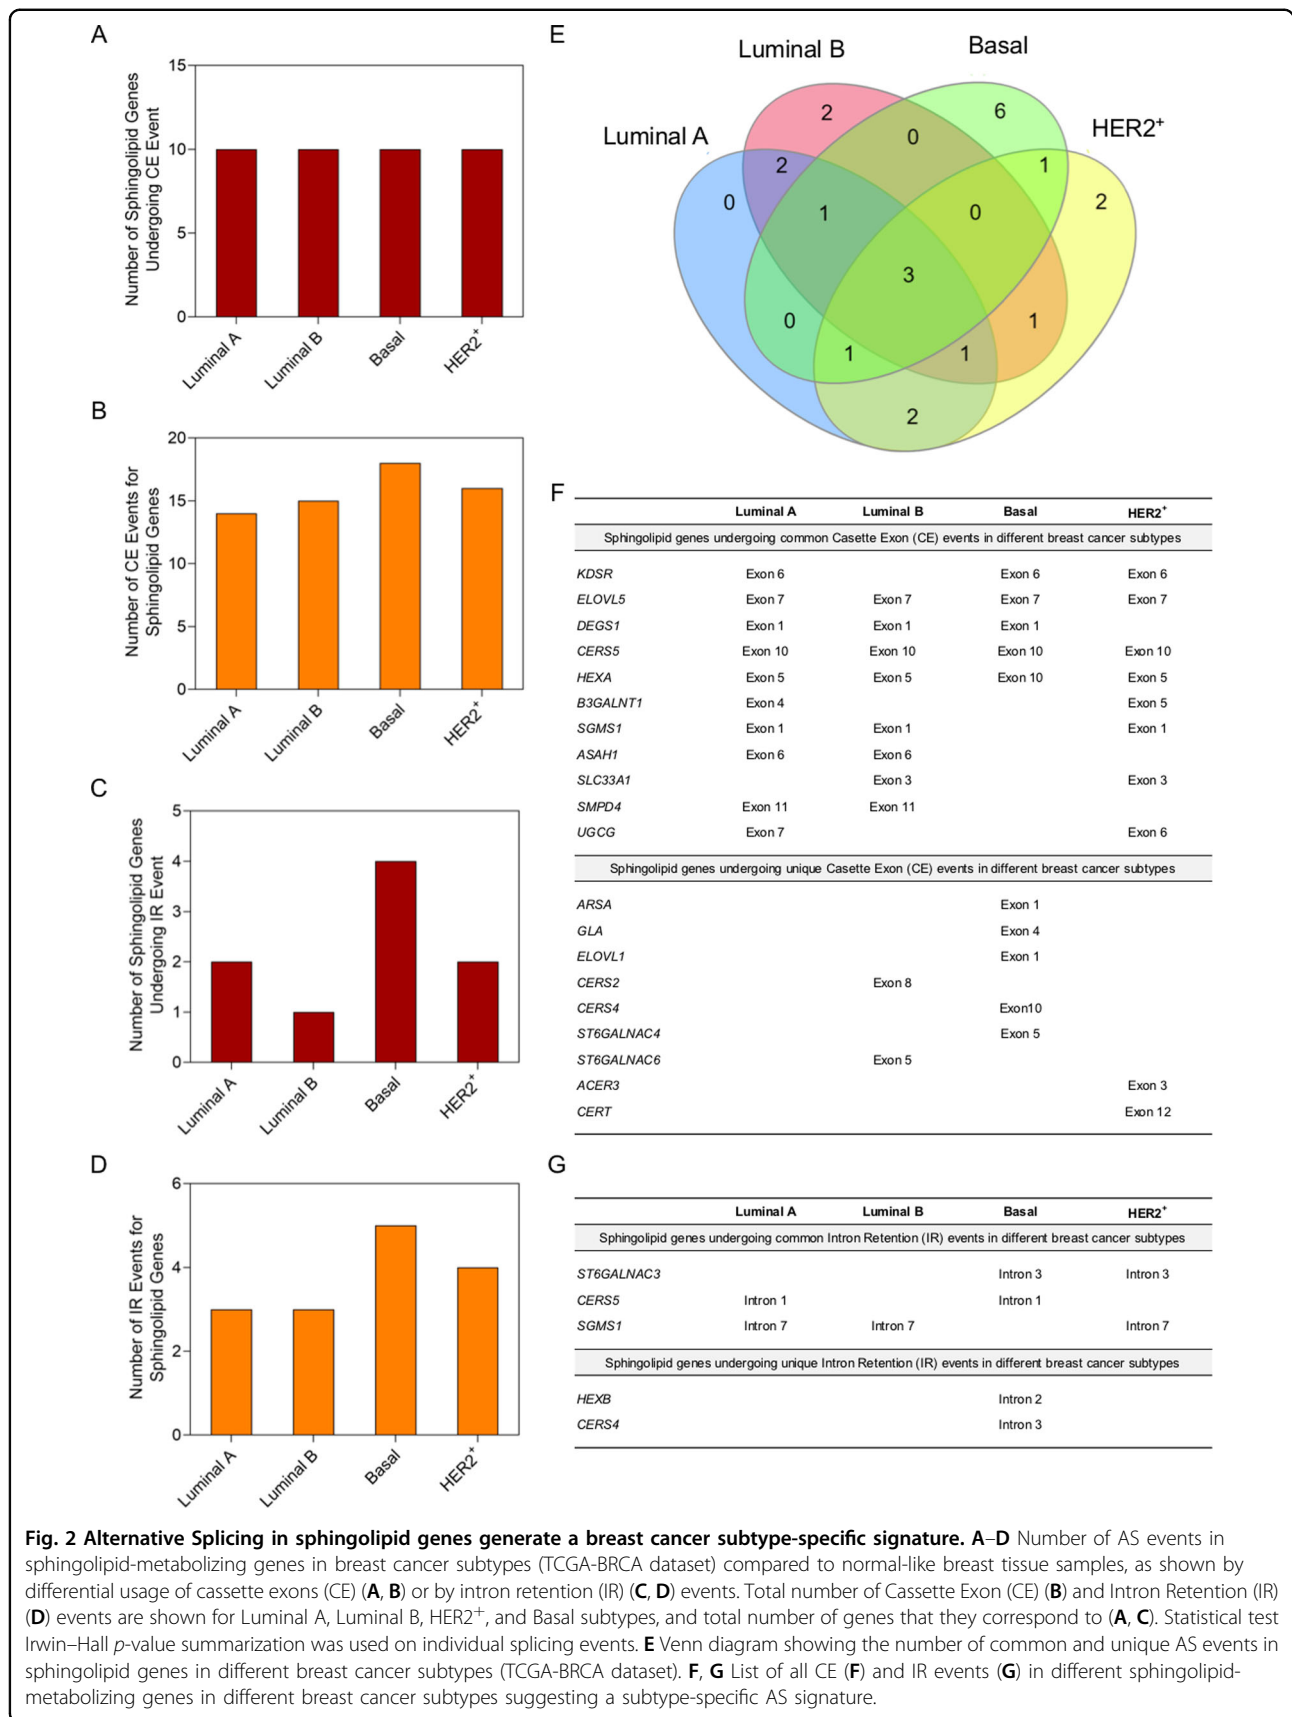 A
Number of Sphingolipid Genes
Undergoing CE Event
15
10
5
0
Luminal A
Luminal B
Basal
HER2+
B
Number of CE Events for
Sphingolipid Genes
20
15
10
5
0
Luminal A
Luminal B
Basal
HER2+
C
Number of Sphingolipid Genes
Undergoing IR Event
5
4
3
2
1
0
Luminal A
Luminal B
Basal
HER2+
D
Number of IR Events for
Sphingolipid Genes
6
4
2
0
Luminal A
Luminal B
Basal
HER2+
E
Luminal A
Luminal B
Basal
HER2+
2
6
0
2
1
0
1
0
2
3
0
1
1
1
2
F
Luminal A Luminal B Basal HER2+
Sphingolipid genes undergoing common Casette Exon (CE) events in different breast cancer subtypes
KDSR Exon 6 Exon 6 Exon 6
ELOVL5 Exon 7 Exon 7 Exon 7 Exon 7
DEGS1 Exon 1 Exon 1 Exon 1
CERS5 Exon 10 Exon 10 Exon 10 Exon 10
HEXA Exon 5 Exon 5 Exon 10 Exon 5
B3GALNT1 Exon 4 Exon 5
SGMS1 Exon 1 Exon 1 Exon 1
ASAH1 Exon 6 Exon 6
SLC33A1 Exon 3 Exon 3
SMPD4 Exon 11 Exon 11
UGCG Exon 7 Exon 6
Sphingolipid genes undergoing unique Casette Exon (CE) events in different breast cancer subtypes
ARSA Exon 1
GLA Exon 4
ELOVL1 Exon 1
CERS2 Exon 8
CERS4 Exon10
ST6GALNAC4 Exon 5
ST6GALNAC6 Exon 5
ACER3 Exon 3
CERT Exon 12
G
Luminal A Luminal B Basal HER2+
Sphingolipid genes undergoing common Intron Retention (IR) events in different breast cancer subtypes
ST6GALNAC3 Intron 3 Intron 3
CERS5 Intron 1 Intron 1
SGMS1 Intron 7 Intron 7 Intron 7
Sphingolipid genes undergoing unique Intron Retention (IR) events in different breast cancer subtypes
HEXB Intron 2
CERS4 Intron 3
Fig. 2 Alternative Splicing in sphingolipid genes generate a breast cancer subtype-specific signature. A–D Number of AS events in
sphingolipid-metabolizing genes in breast cancer subtypes (TCGA-BRCA dataset) compared to normal-like breast tissue samples, as shown by
differential usage of cassette exons (CE) (A, B) or by intron retention (IR) (C, D) events. Total number of Cassette Exon (CE) (B) and Intron Retention (IR)
(D) events are shown for Luminal A, Luminal B, HER2+, and Basal subtypes, and total number of genes that they correspond to (A, C). Statistical test
Irwin–Hall p-value summarization was used on individual splicing events. E Venn diagram showing the number of common and unique AS events in
sphingolipid genes in different breast cancer subtypes (TCGA-BRCA dataset). F, G List of all CE (F) and IR events (G) in different sphingolipid-
metabolizing genes in different breast cancer subtypes suggesting a subtype-specific AS signature.